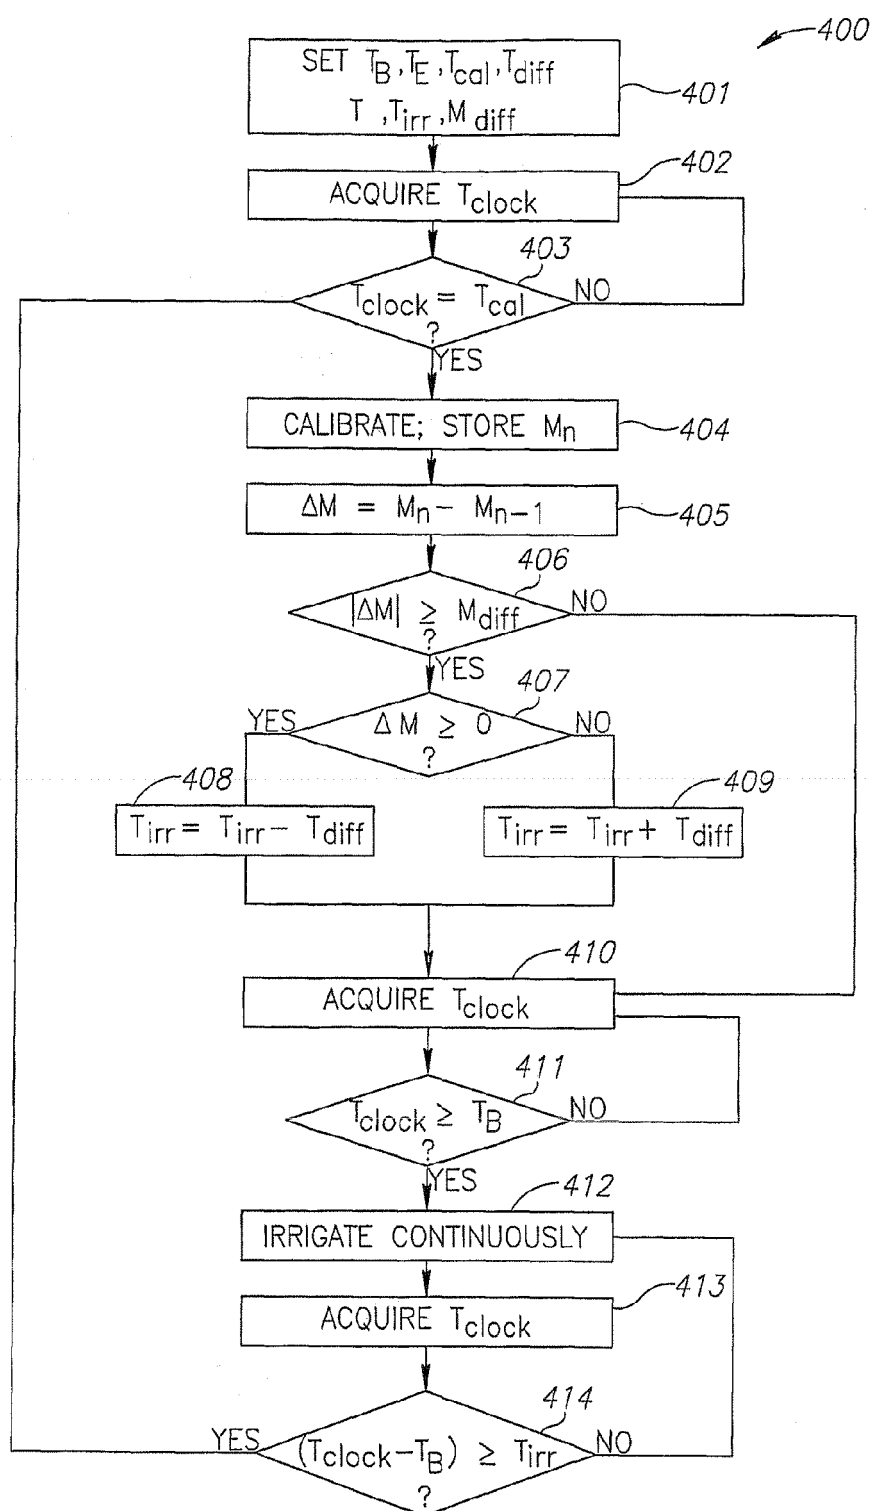 400
SET T_B, T_E, T_cal, T_diff
T , T_irr, M_diff
401
402
ACQUIRE T_clock
403
T_clock = T_cal
?
NO
YES
CALIBRATE; STORE M_n
404
ΔM = M_n − M_n−1
405
406
|ΔM| ≥ M_diff
?
NO
YES
407
YES
ΔM ≥ 0
?
NO
408
409
T_irr = T_irr − T_diff
T_irr = T_irr + T_diff
410
ACQUIRE T_clock
411
T_clock ≥ T_B
?
NO
YES
412
IRRIGATE CONTINUOUSLY
413
ACQUIRE T_clock
414
YES
(T_clock − T_B) ≥ T_irr
?
NO